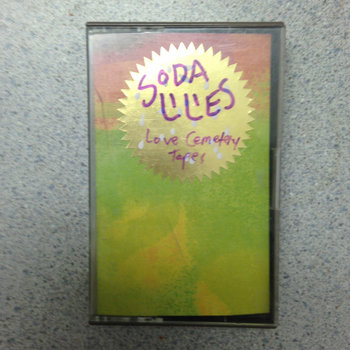 SODA
LiLiES
Love Cemetery
Tapes